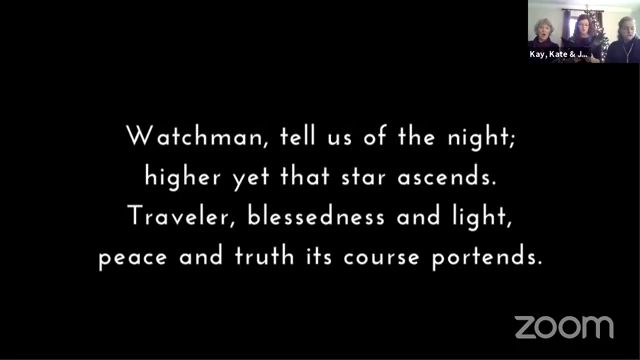 Kay, Kate & J...
Watchman, tell us of the night;
higher yet that star ascends.
Traveler, blessedness and light,
peace and truth its course portends.
zoom